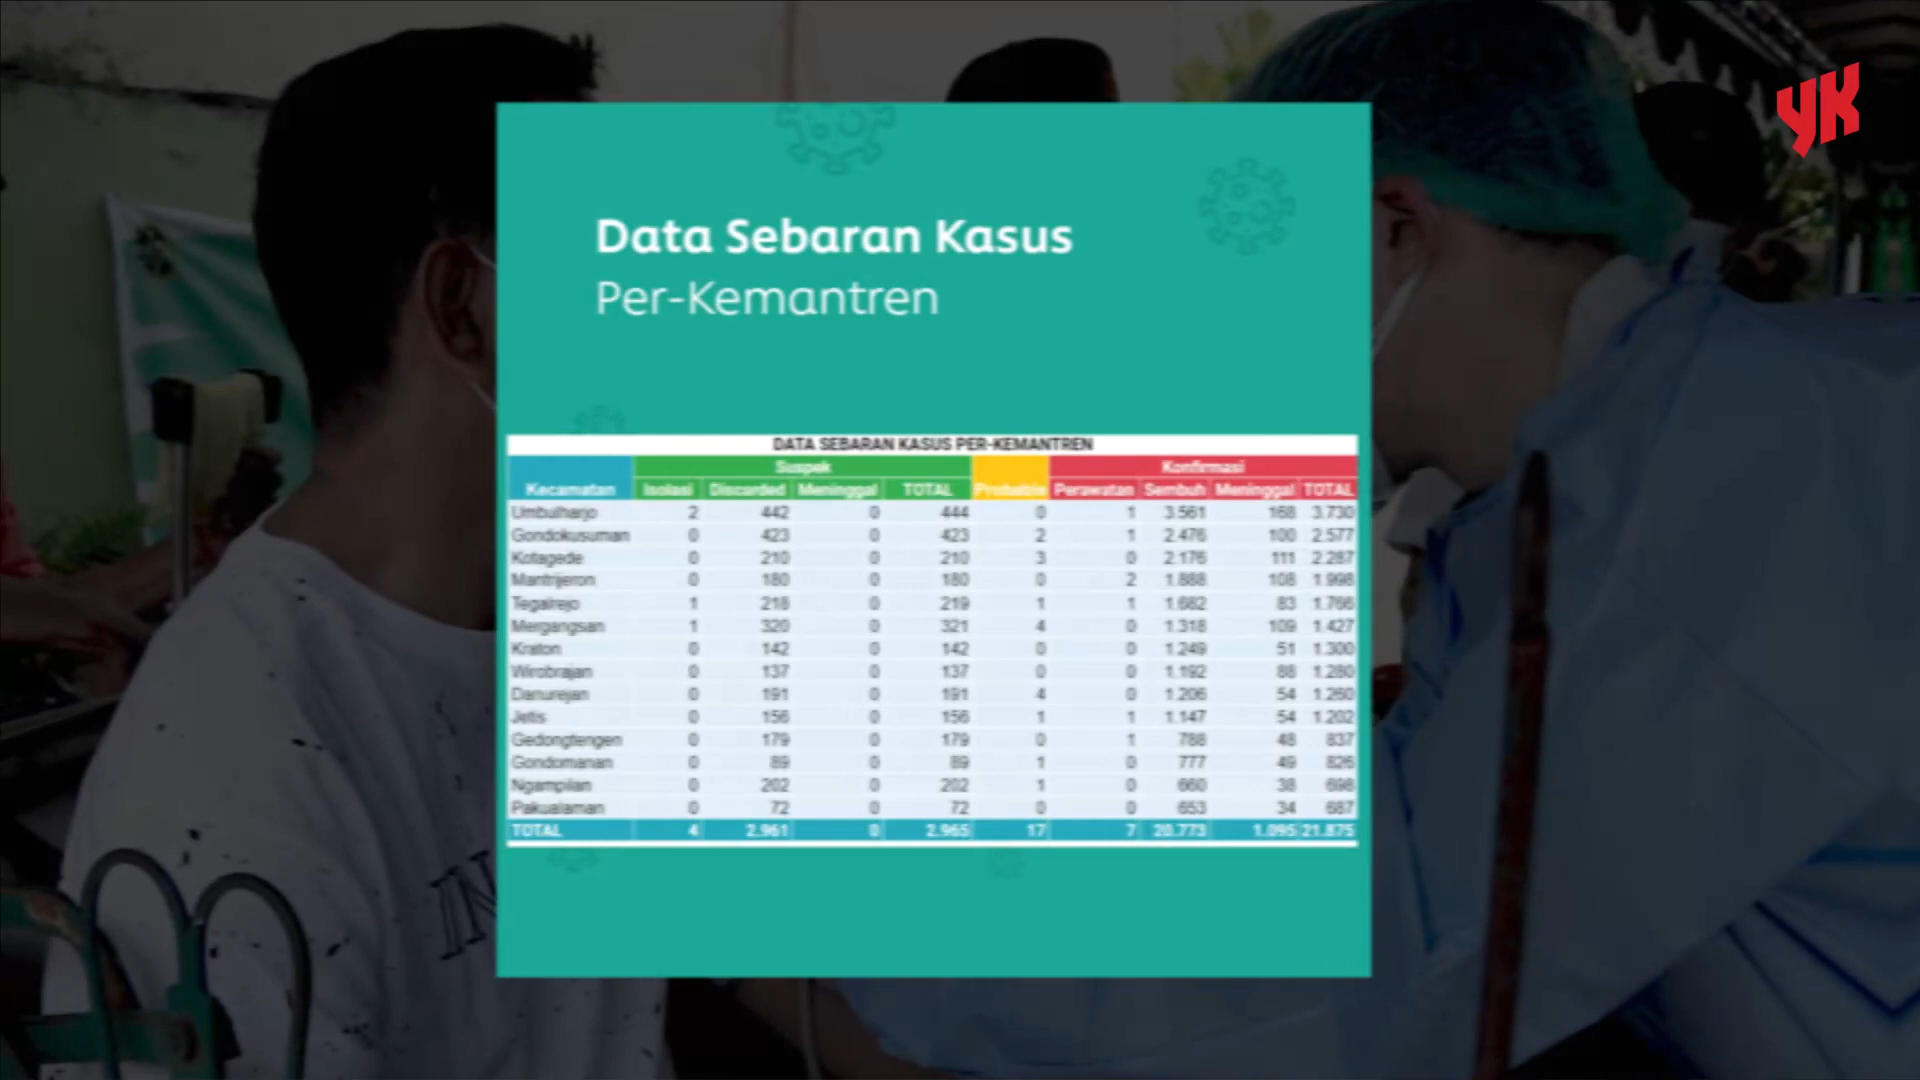 YK
Data Sebaran Kasus
Per-Kemantren
DATA SEBARAN KASUS PER-KEMANTREN
Suspek Konfirmasi
Kecamatan Isolasi Discarded Meninggal TOTAL Probable Perawatan Sembuh Meninggal TOTAL
Umbulharjo 2 442 0 444 0 1 3.561 168 3.730
Gondokusuman 0 423 0 423 2 1 2.476 100 2.577
Kotagede 0 210 0 210 3 0 2.176 111 2.287
Mantrijeron 0 180 0 180 0 2 1.888 108 1.998
Tegalrejo 1 218 0 219 1 1 1.682 83 1.766
Mergangsan 1 320 0 321 4 0 1.318 109 1.427
Kraton 0 142 0 142 0 0 1.249 51 1.300
Wirobrajan 0 137 0 137 0 0 1.192 88 1.280
Danurejan 0 191 0 191 4 0 1.206 54 1.260
Jetis 0 156 0 156 1 1 1.147 54 1.202
Gedongtengen 0 179 0 179 0 1 788 48 837
Gondomanan 0 89 0 89 1 0 777 49 826
Ngampilan 0 202 0 202 1 0 660 38 698
Pakualaman 0 72 0 72 0 0 653 34 687
TOTAL 4 2.961 0 2.965 17 7 20.773 1.095 21.875